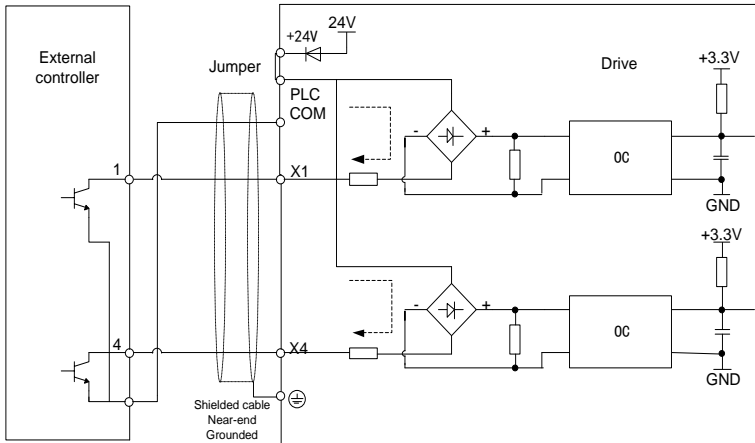 24V
+24V
External
controller
Jumper
Drive
+3.3V
PLC
COM
-
+
1
X1
OC
GND
+3.3V
-
+
4
X4
OC
GND
Shielded cable
Near-end
Grounded